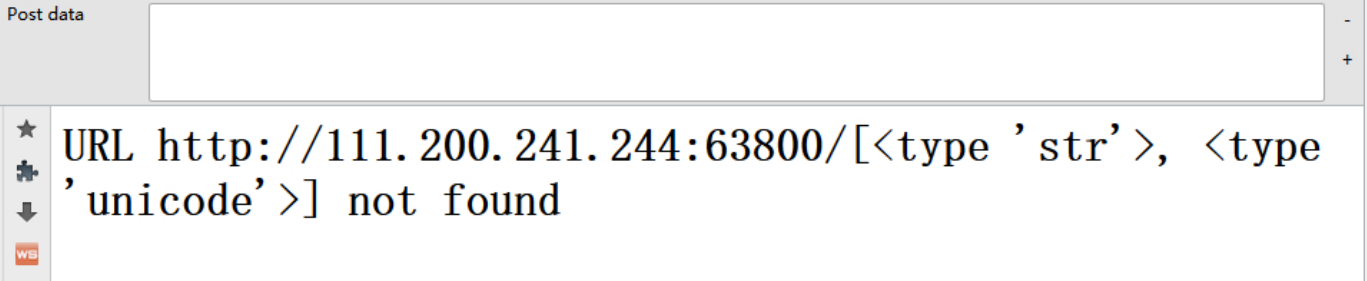 Post data
-
+
URL http://111.200.241.244:63800/[<type 'str'>, <type
'unicode'>] not found
WS